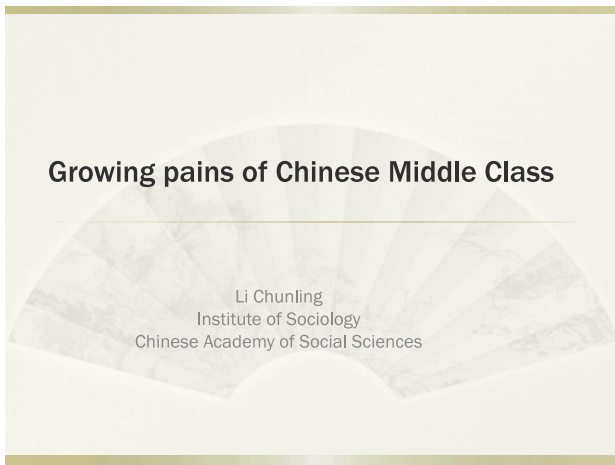 Growing pains of Chinese Middle Class
Li Chunling
Institute of Sociology
Chinese Academy of Social Sciences